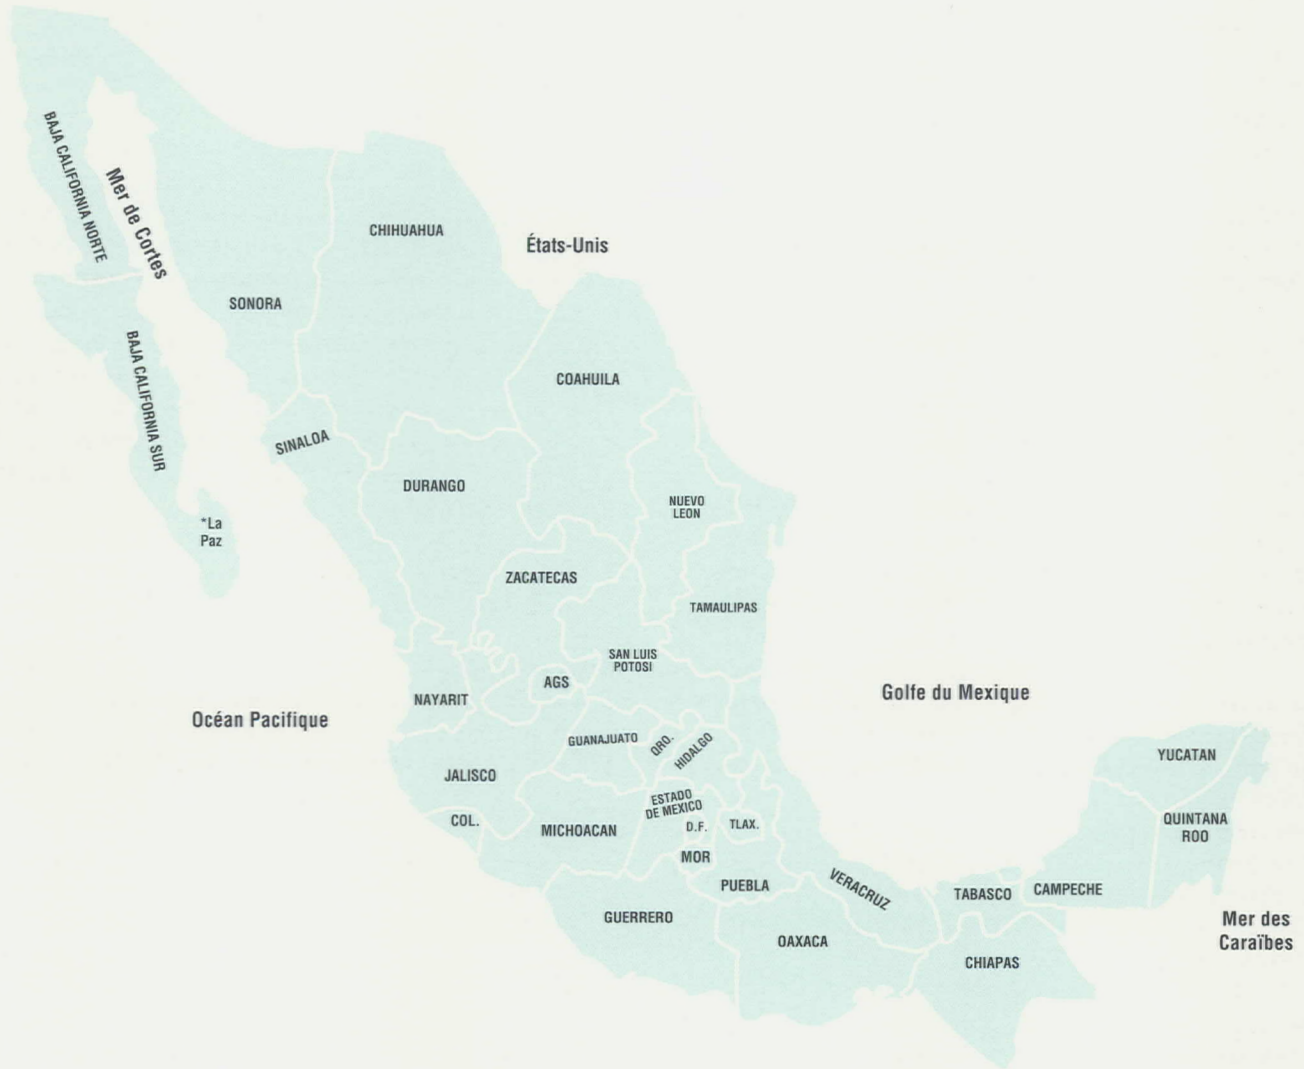 BAJA CALIFORNIA NORTE
Mer de Cortes
CHIHUAHUA
États-Unis
SONORA
BAJA CALIFORNIA SUR
COAHUILA
SINALOA
DURANGO
NUEVO
LEON
*La
Paz
ZACATECAS
TAMAULIPAS
SAN LUIS
POTOSI
AGS
NAYARIT
Golfe du Mexique
Océan Pacifique
GUANAJUATO
QRO.
HIDALGO
YUCATAN
JALISCO
ESTADO
DE MEXICO
COL.
MICHOACAN
D.F.
TLAX.
QUINTANA
ROO
MOR
PUEBLA
VERACRUZ
TABASCO
CAMPECHE
GUERRERO
Mer des
Caraïbes
OAXACA
CHIAPAS